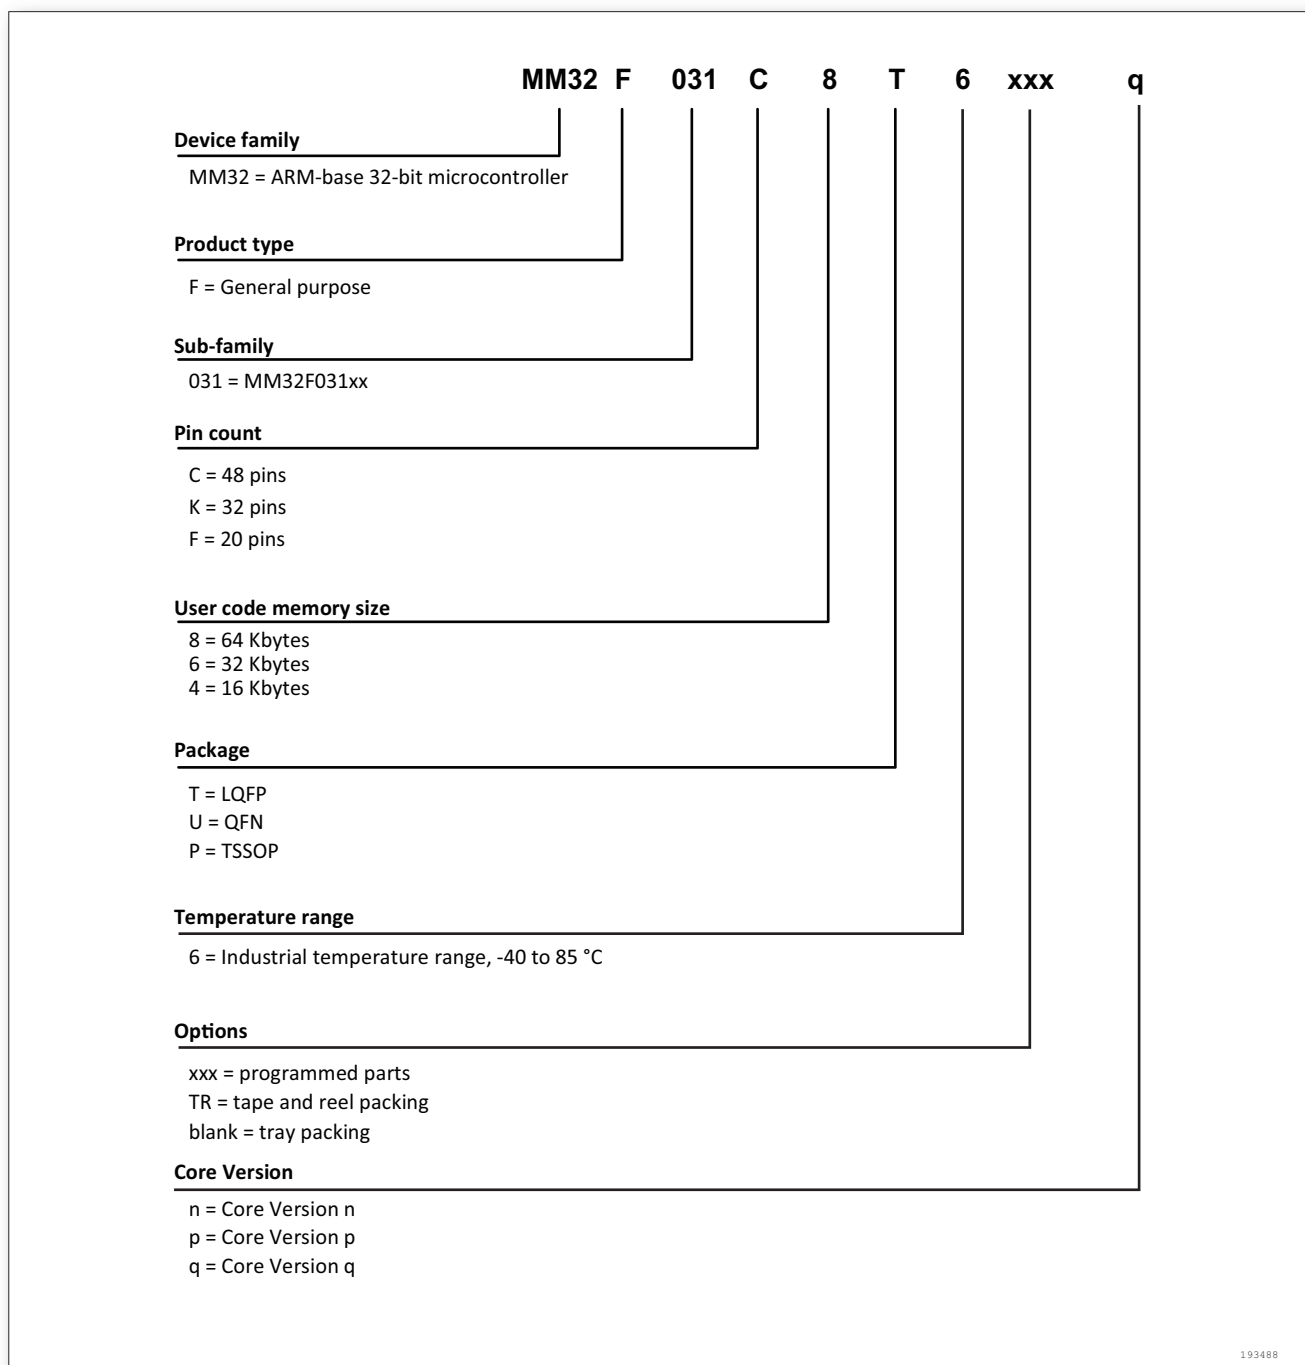 MM32 F 031 C 8 T 6 xxx q
Device family
MM32 = ARM-base 32-bit microcontroller
Product type
F = General purpose
Sub-family
031 = MM32F031xx
Pin count
C = 48 pins
K = 32 pins
F = 20 pins
User code memory size
8 = 64 Kbytes
6 = 32 Kbytes
4 = 16 Kbytes
Package
T = LQFP
U = QFN
P = TSSOP
Temperature range
6 = Industrial temperature range, -40 to 85 °C
Options
xxx = programmed parts
TR = tape and reel packing
blank = tray packing
Core Version
n = Core Version n
p = Core Version p
q = Core Version q
193488